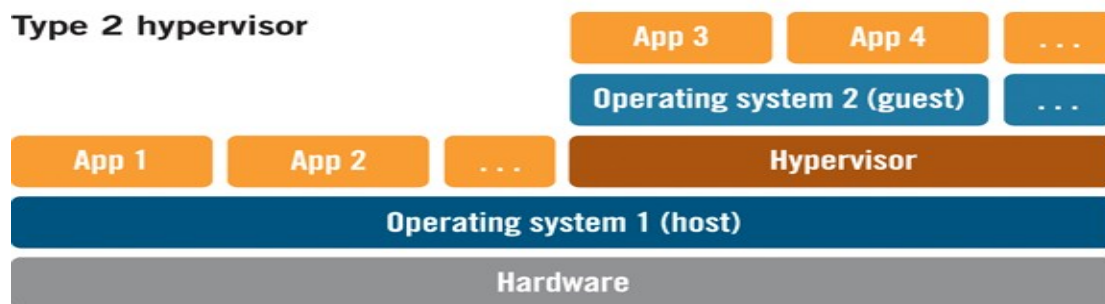 Type 2 hypervisor
App 3 App 4 . . .
Operating system 2 (guest) . . .
App 1 App 2 . . . Hypervisor
Operating system 1 (host)
Hardware